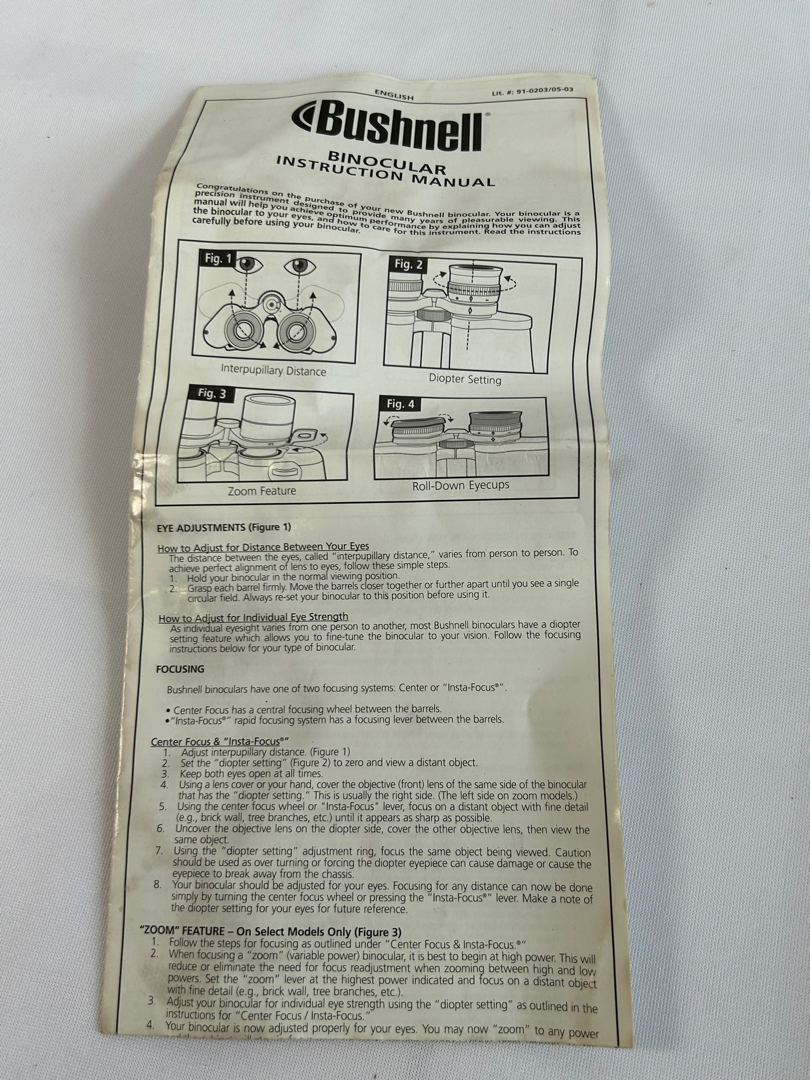 ENGLISH
Lit. #: 91-0203/05-03
Bushnell®
BINOCULAR
INSTRUCTION MANUAL
Congratulations on the purchase of your new Bushnell binocular. Your binocular is a
precision instrument designed to provide many years of pleasurable viewing. This
manual will help you achieve optimum performance by explaining how you can adjust
the binocular to your eyes, and how to care for this instrument. Read the instructions
carefully before using your binocular.
Fig. 1
Interpupillary Distance
Fig. 2
Diopter Setting
Fig. 3
Zoom Feature
Fig. 4
Roll-Down Eyecups
EYE ADJUSTMENTS (Figure 1)
How to Adjust for Distance Between Your Eyes
The distance between the eyes, called "interpupillary distance," varies from person to person. To
achieve perfect alignment of lens to eyes, follow these simple steps.
1. Hold your binocular in the normal viewing position.
2. Grasp each barrel firmly. Move the barrels closer together or further apart until you see a single
circular field. Always re-set your binocular to this position before using it.
How to Adjust for Individual Eye Strength
As individual eyesight varies from one person to another, most Bushnell binoculars have a diopter
setting feature which allows you to fine-tune the binocular to your vision. Follow the focusing
instructions below for your type of binocular.
FOCUSING
Bushnell binoculars have one of two focusing systems: Center or "Insta-Focus®".
• Center Focus has a central focusing wheel between the barrels.
•"Insta-Focus®" rapid focusing system has a focusing lever between the barrels.
Center Focus & "Insta-Focus®"
1. Adjust interpupillary distance. (Figure 1)
2. Set the "diopter setting" (Figure 2) to zero and view a distant object.
3. Keep both eyes open at all times.
4. Using a lens cover or your hand, cover the objective (front) lens of the same side of the binocular
that has the "diopter setting." This is usually the right side. (The left side on zoom models.)
5. Using the center focus wheel or "Insta-Focus" lever, focus on a distant object with fine detail
(e.g., brick wall, tree branches, etc.) until it appears as sharp as possible.
6. Uncover the objective lens on the diopter side, cover the other objective lens, then view the
same object.
7. Using the "diopter setting" adjustment ring, focus the same object being viewed. Caution
should be used as over turning or forcing the diopter eyepiece can cause damage or cause the
eyepiece to break away from the chassis.
8. Your binocular should be adjusted for your eyes. Focusing for any distance can now be done
simply by turning the center focus wheel or pressing the "Insta-Focus®" lever. Make a note of
the diopter setting for your eyes for future reference.
"ZOOM" FEATURE – On Select Models Only (Figure 3)
1. Follow the steps for focusing as outlined under "Center Focus & Insta-Focus.®"
2. When focusing a "zoom" (variable power) binocular, it is best to begin at high power. This will
reduce or eliminate the need for focus readjustment when zooming between high and low
powers. Set the "zoom" lever at the highest power indicated and focus on a distant object
with fine detail (e.g., brick wall, tree branches, etc.).
3. Adjust your binocular for individual eye strength using the "diopter setting" as outlined in the
instructions for "Center Focus / Insta-Focus."
4. Your binocular is now adjusted properly for your eyes. You may now "zoom" to any power